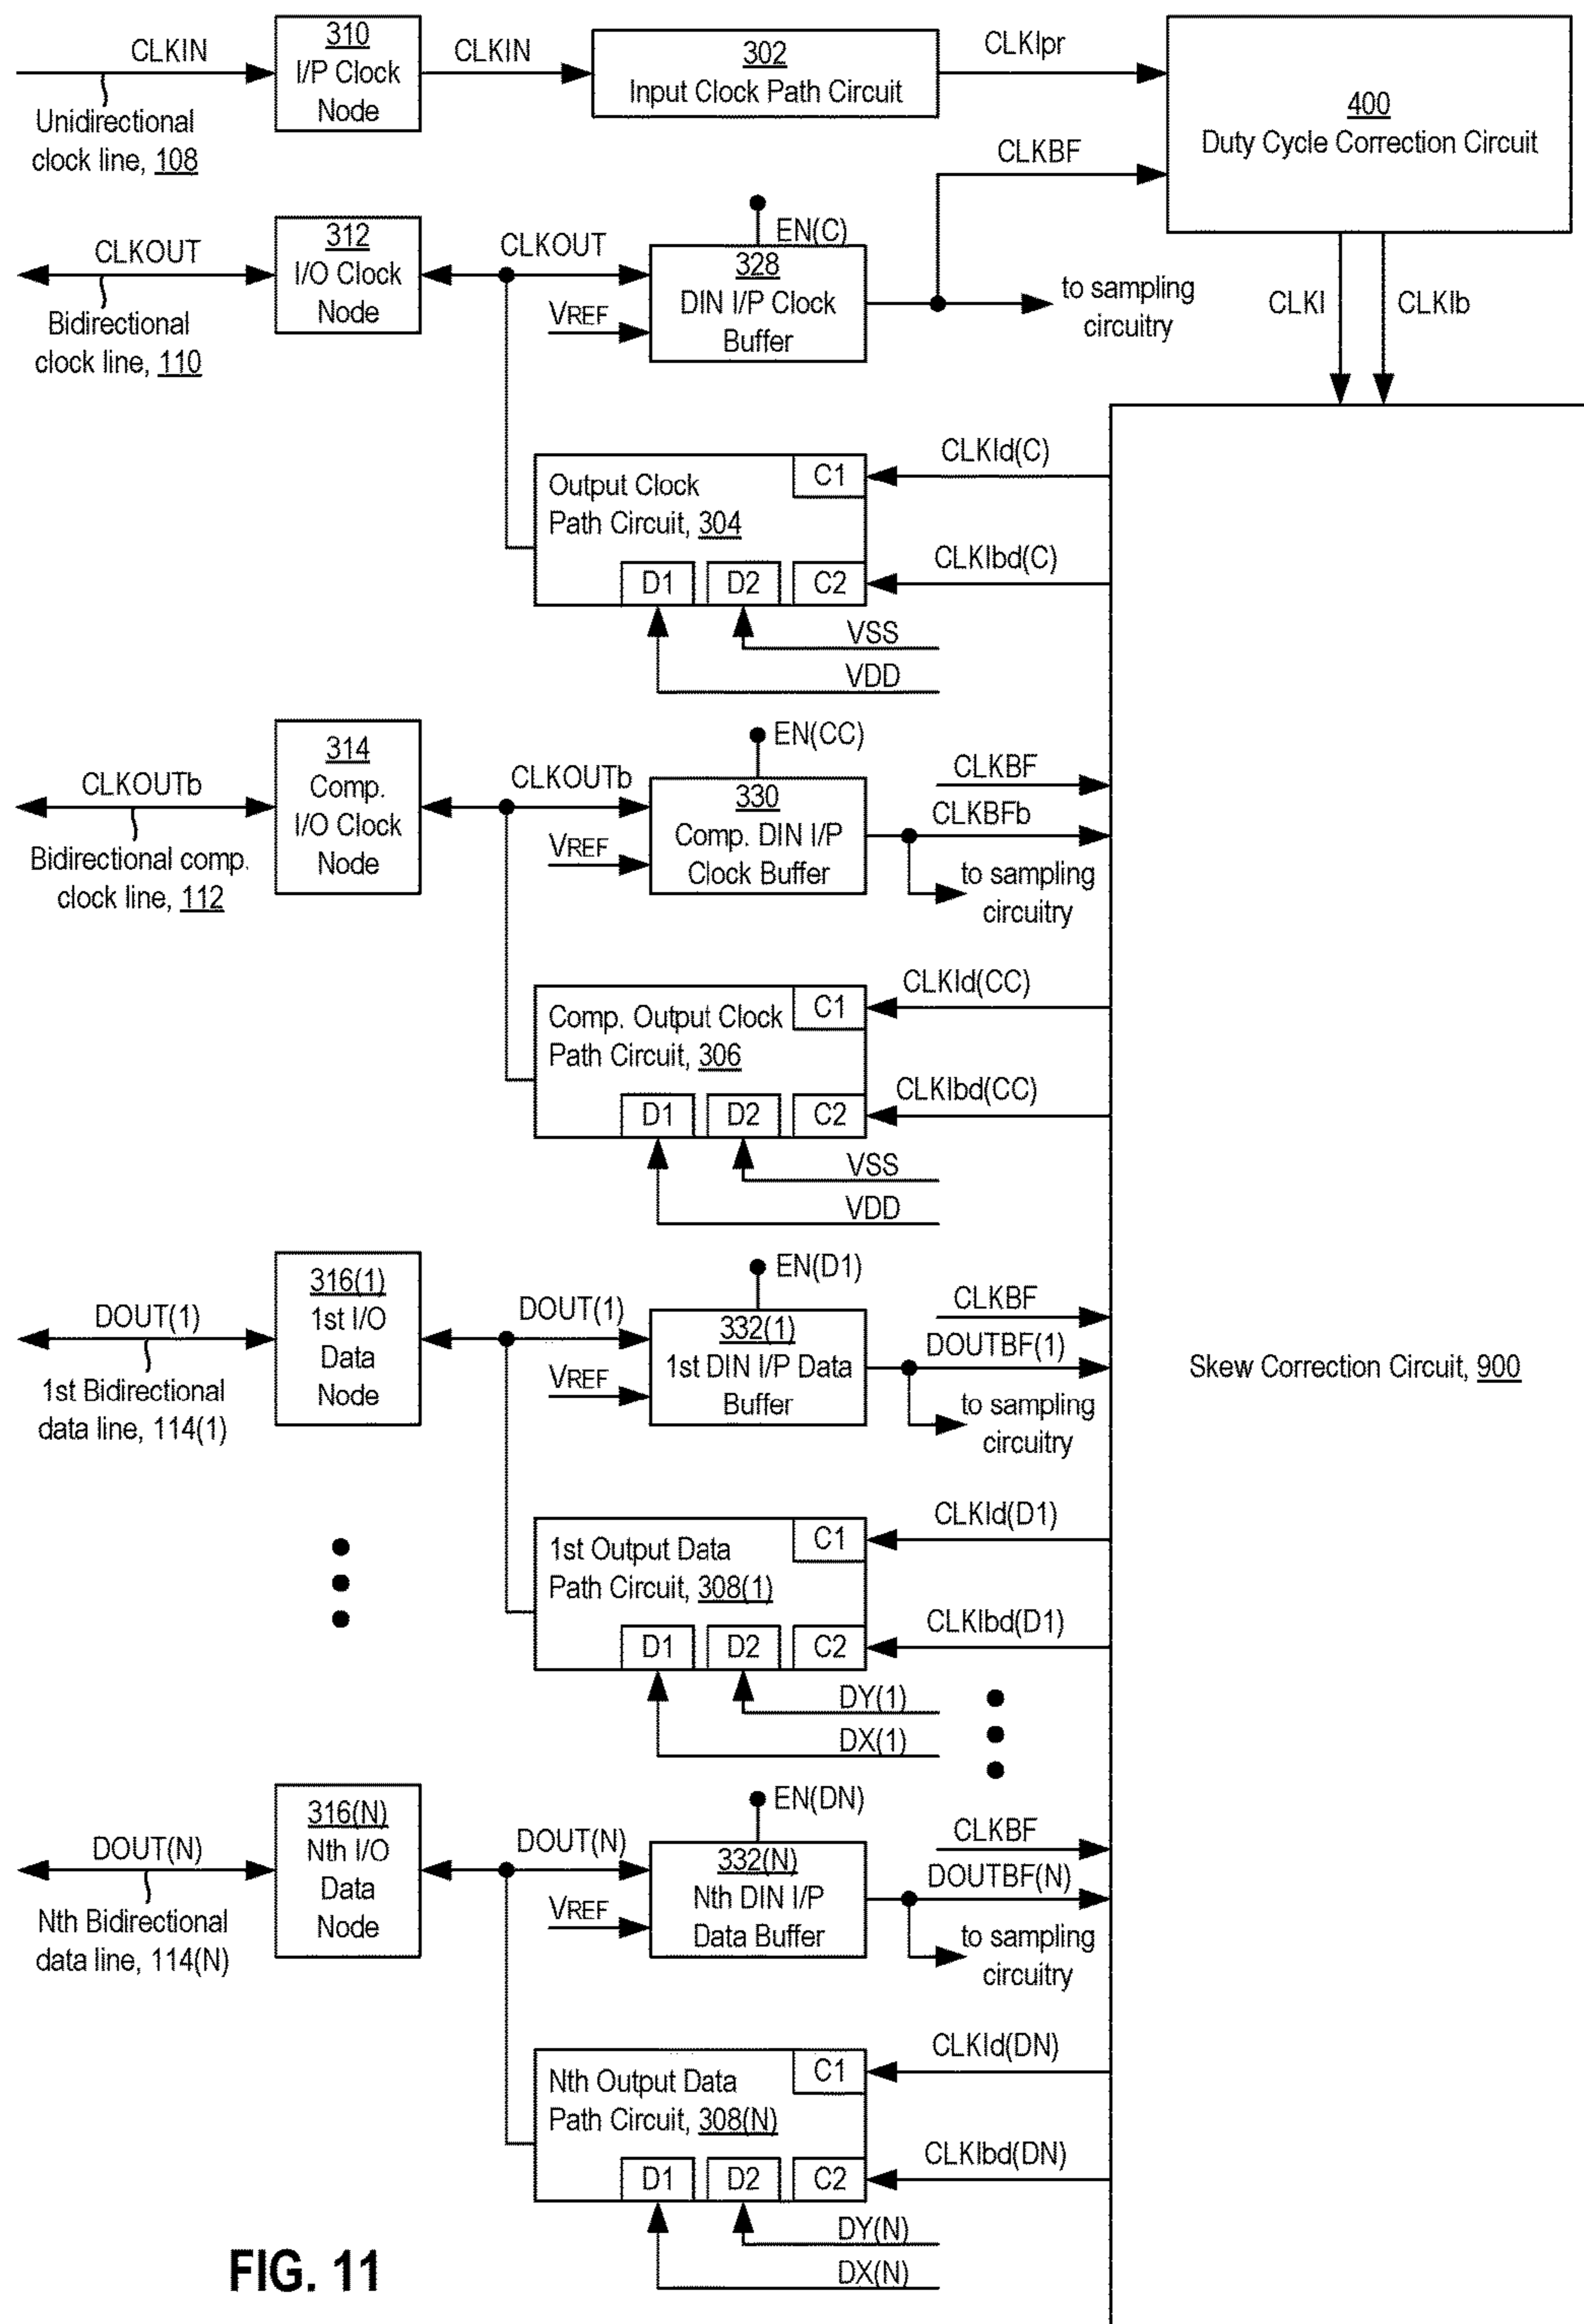 CLKIN
310
I/P Clock
Node
CLKIN
302
Input Clock Path Circuit
CLKIpr
400
Duty Cycle Correction Circuit
Unidirectional
clock line, 108
CLKBF
CLKOUT
312
I/O Clock
Node
CLKOUT
EN(C)
328
DIN I/P Clock
Buffer
VREF
to sampling
circuitry
CLKI
CLKIb
Bidirectional
clock line, 110
Output Clock
Path Circuit, 304
C1
CLKId(C)
D1
D2
C2
CLKIbd(C)
VSS
VDD
CLKOUTb
314
Comp.
I/O Clock
Node
CLKOUTb
EN(CC)
330
Comp. DIN I/P
Clock Buffer
VREF
CLKBF
CLKBFb
to sampling
circuitry
Bidirectional comp.
clock line, 112
Comp. Output Clock
Path Circuit, 306
C1
CLKId(CC)
D1
D2
C2
CLKIbd(CC)
VSS
VDD
DOUT(1)
316(1)
1st I/O
Data
Node
DOUT(1)
EN(D1)
332(1)
1st DIN I/P Data
Buffer
VREF
CLKBF
DOUTBF(1)
to sampling
circuitry
Skew Correction Circuit, 900
1st Bidirectional
data line, 114(1)
1st Output Data
Path Circuit, 308(1)
C1
CLKId(D1)
D1
D2
C2
CLKIbd(D1)
DY(1)
DX(1)
DOUT(N)
316(N)
Nth I/O
Data
Node
DOUT(N)
EN(DN)
332(N)
Nth DIN I/P
Data Buffer
VREF
CLKBF
DOUTBF(N)
to sampling
circuitry
Nth Bidirectional
data line, 114(N)
Nth Output Data
Path Circuit, 308(N)
C1
CLKId(DN)
D1
D2
C2
CLKIbd(DN)
DY(N)
DX(N)
FIG. 11